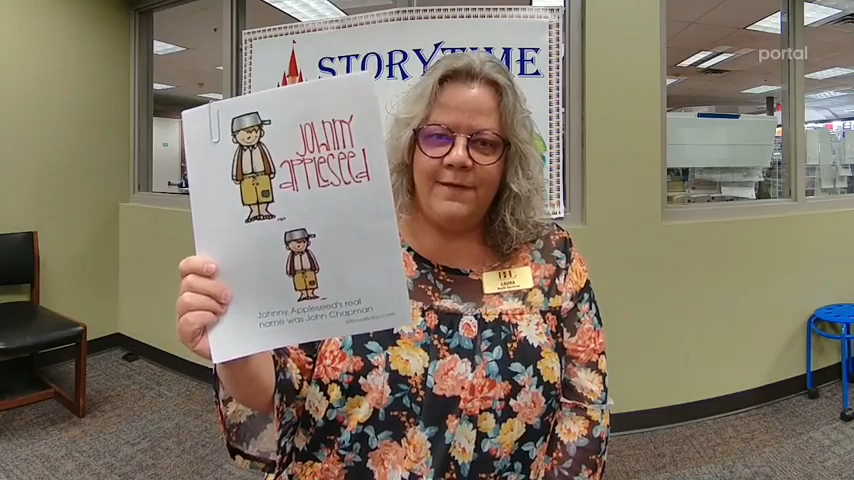 portal
STORYTIME
JOHNNY
APPLESEED
Johnny Appleseed's real
name was John Chapman
LAURA